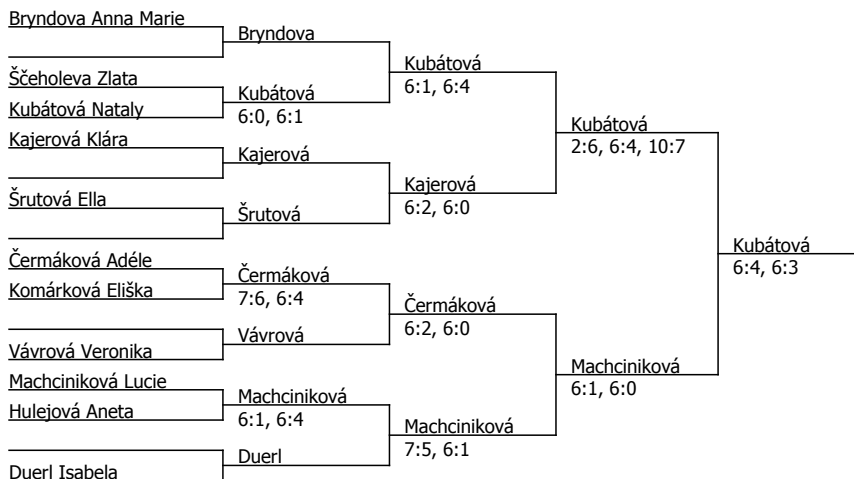 Bryndova Anna Marie
Bryndova
Kubátová
6:1, 6:4
Ščeholeva Zlata
Kubátová Nataly
Kubátová
6:0, 6:1
Kubátová
2:6, 6:4, 10:7
Kajerová Klára
Kajerová
Kajerová
6:2, 6:0
Šrutová Ella
Šrutová
Kubátová
6:4, 6:3
Čermáková Adéle
Komárková Eliška
Čermáková
7:6, 6:4
Čermáková
6:2, 6:0
Vávrová
Vávrová Veronika
Machciniková
6:1, 6:0
Machciniková Lucie
Hulejová Aneta
Machciniková
6:1, 6:4
Machciniková
7:5, 6:1
Duerl
Duerl Isabela